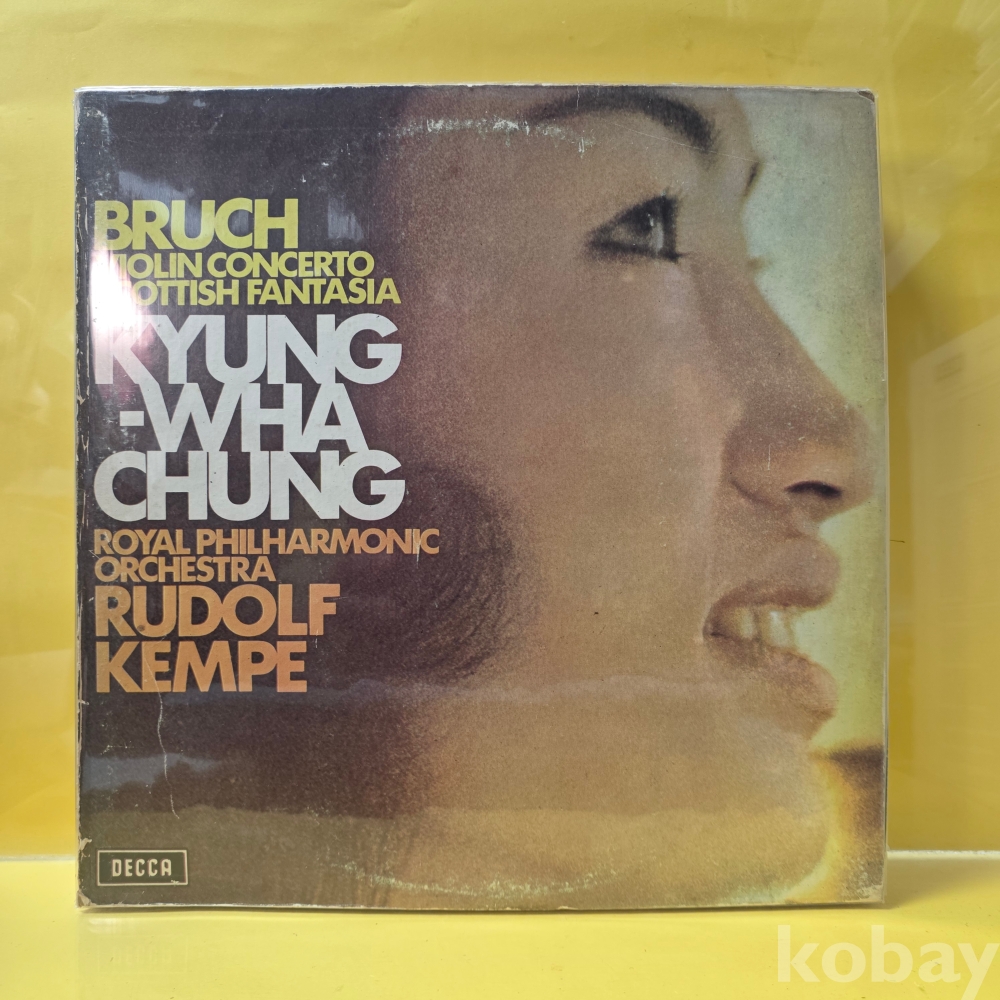 BRUCH
VIOLIN CONCERTO
SCOTTISH FANTASIA
KYUNG
-WHA
CHUNG
ROYAL PHILHARMONIC
ORCHESTRA
RUDOLF
KEMPE
DECCA
kobay